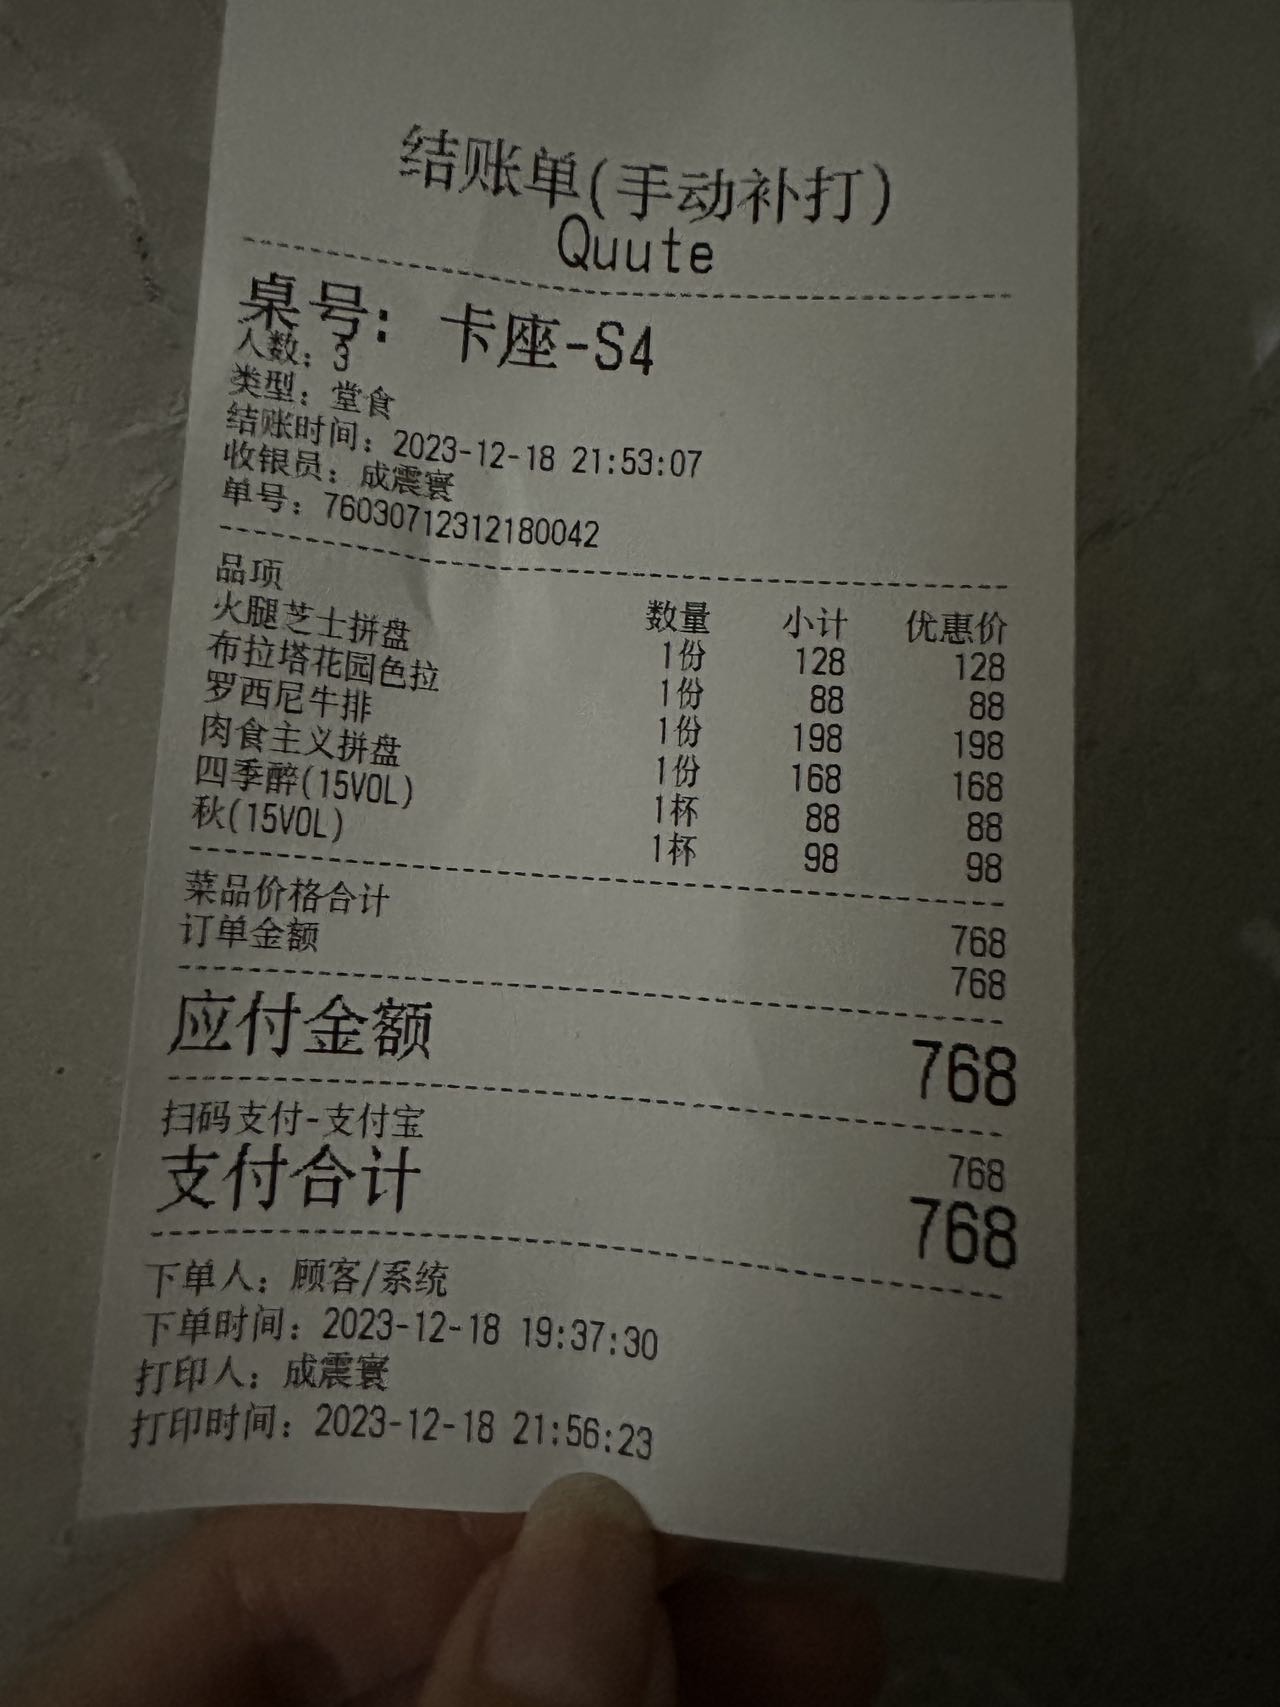 结账单(手动补打)
Quute
桌号: 卡座-S4
人数: 3
类型: 堂食
结账时间: 2023-12-18 21:53:07
收银员: 成震寰
单号: 76030712312180042
品项 数量 小计 优惠价
火腿芝士拼盘 1份 128 128
布拉塔花园色拉 1份 88 88
罗西尼牛排 1份 198 198
肉食主义拼盘 1份 168 168
四季醉(15VOL) 1杯 88 88
秋(15VOL) 1杯 98 98
菜品价格合计 768
订单金额 768
应付金额 768
扫码支付-支付宝 768
支付合计 768
下单人: 顾客/系统
下单时间: 2023-12-18 19:37:30
打印人: 成震寰
打印时间: 2023-12-18 21:56:23